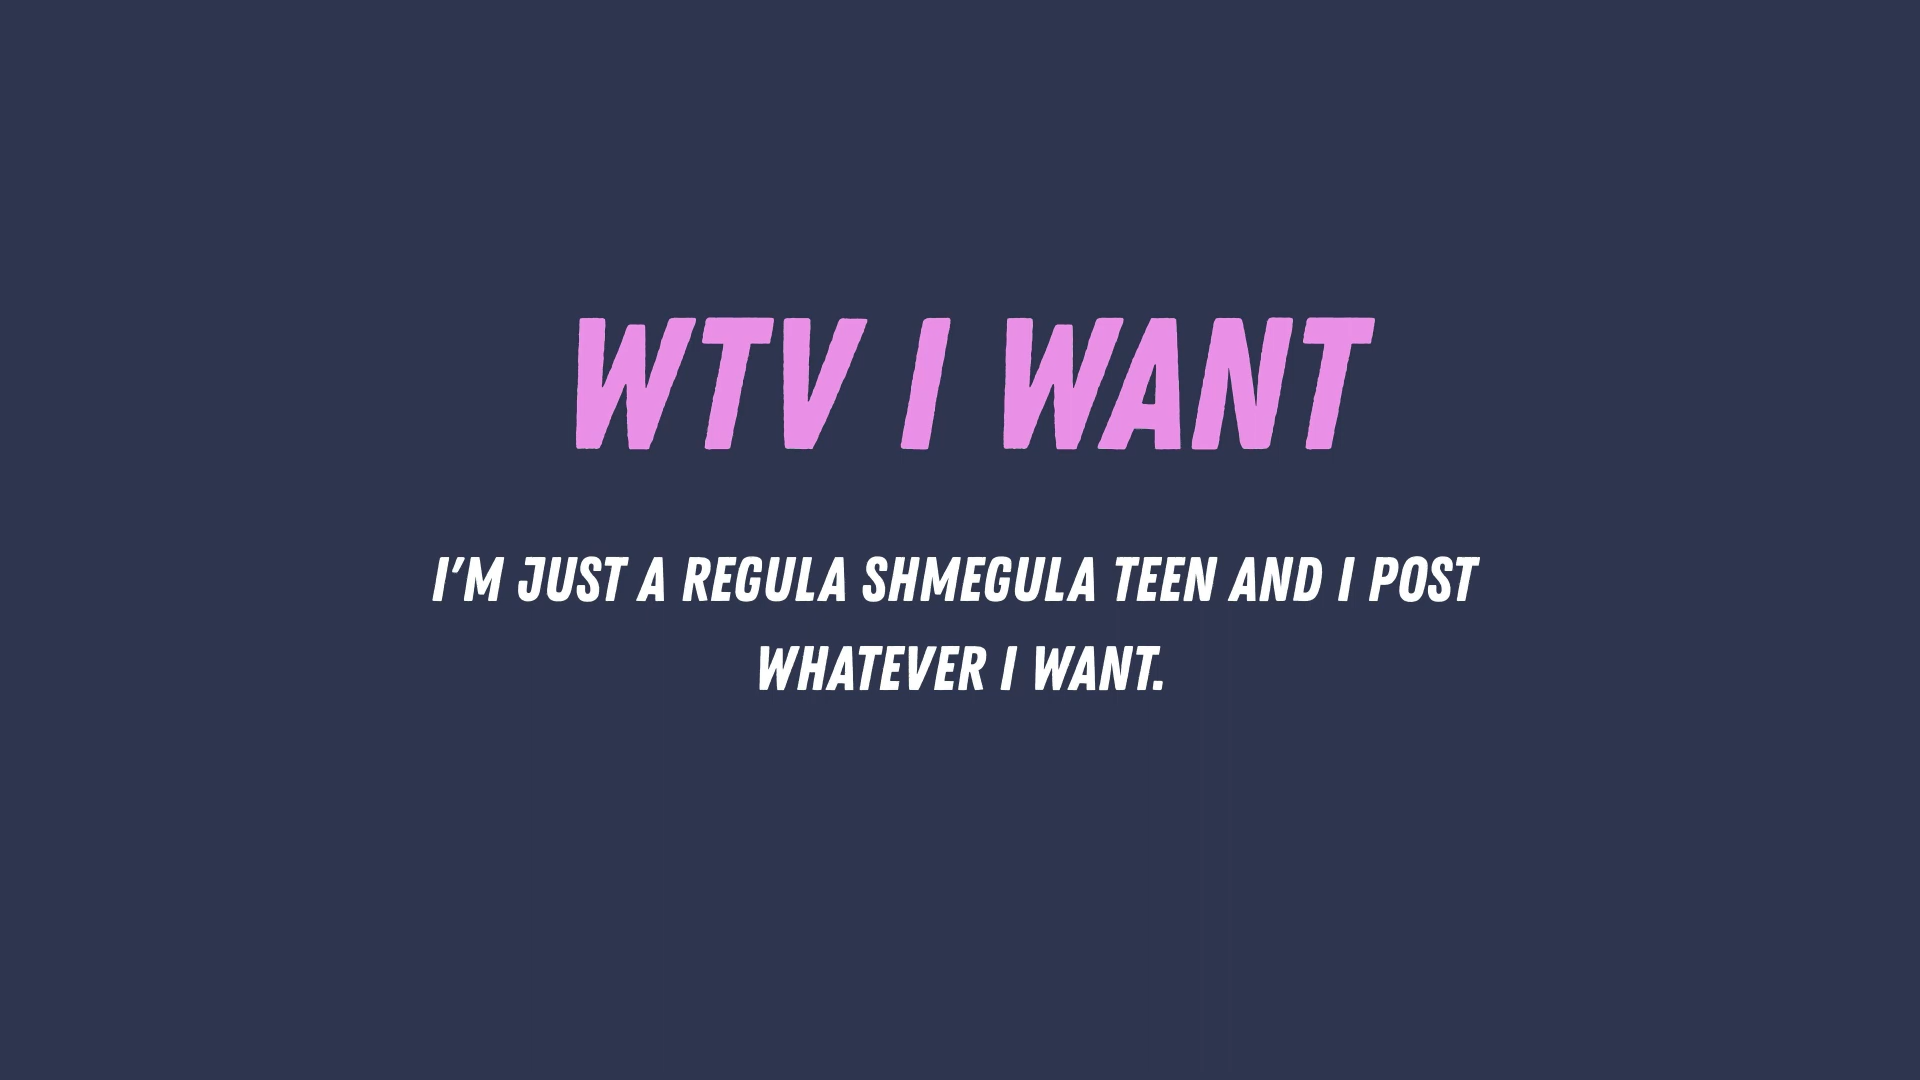 WTV I WANT
I'M JUST A REGULA SHMEGULA TEEN AND I POST
WHATEVER I WANT.